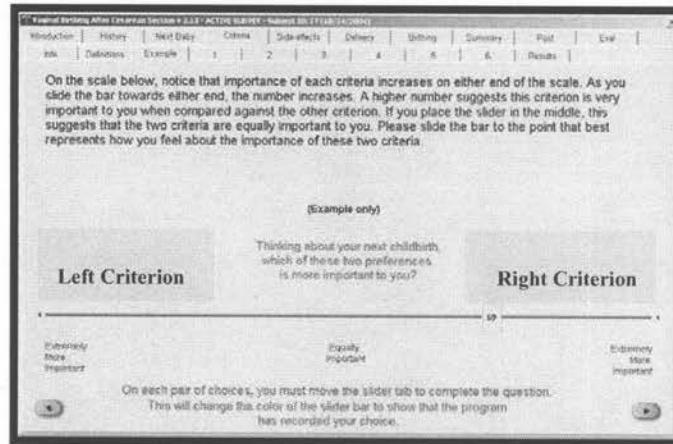 Vaginal Birthing After Cesarean Section v 2.1.3 - ACTIVE SURVEY - Subject ID:
Introduction | History | Next Baby | Criteria | Side-effects | Delivery | Birthing | Summary | Post | Eval
Info | Definitions | Example | 1 | 2 | 3 | 4 | 5 | 6 | Results
On the scale below, notice that importance of each criteria increases on either end of the scale. As you
slide the bar towards either end, the number increases. A higher number suggests this criterion is very
important to you when compared against the other criterion. If you place the slider in the middle, this
suggests that the two criteria are equally important to you. Please slide the bar to the point that best
represents how you feel about the importance of these two criteria.
(Example only)
Thinking about your next childbirth,
which of these two preferences
is more important to you?
Left Criterion
Right Criterion
Extremely
More
Important
Equally
Important
Extremely
More
Important
On each pair of choices, you must move the slider tab to complete the question.
This will change the color of the slider bar to show that the program
has recorded your choice.